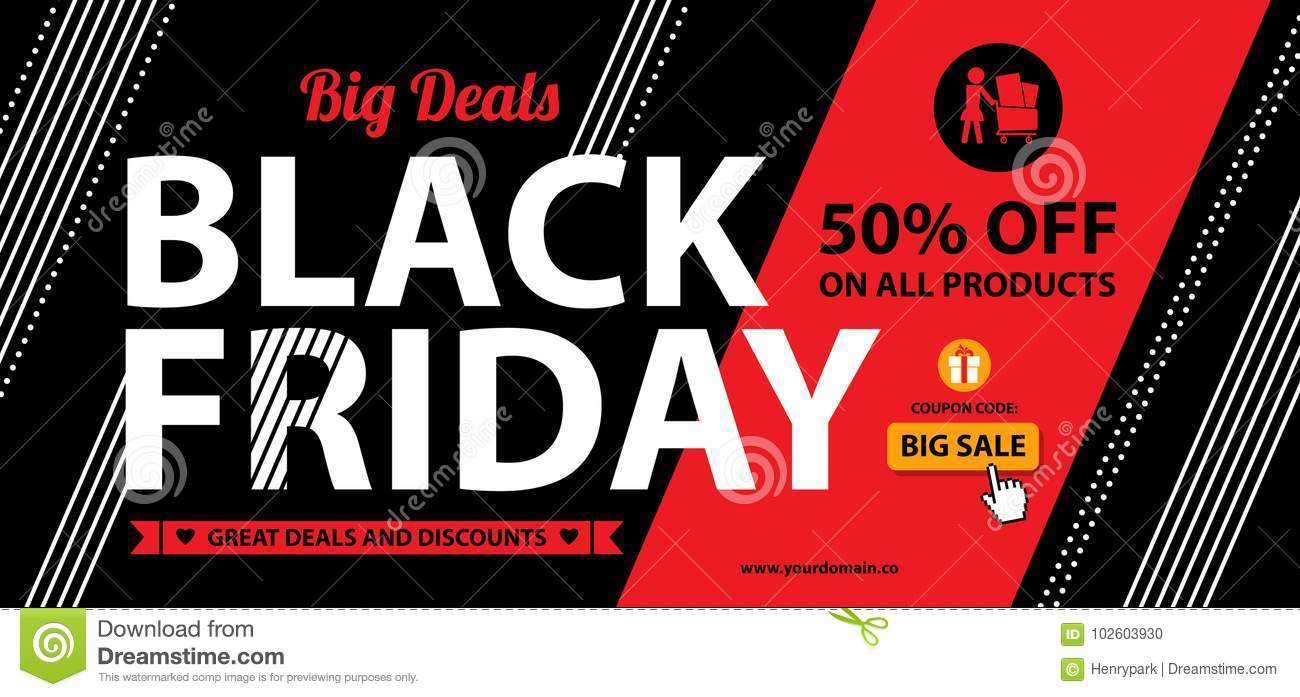 Big Deals
BLACK
FRIDAY
GREAT DEALS AND DISCOUNTS
50% OFF
ON ALL PRODUCTS
COUPON CODE:
BIG SALE
www.yourdomain.co
dreamstime
Download from
Dreamstime.com
This watermarked comp image is for previewing purposes only.
ID 102603930
© Henrypark | Dreamstime.com